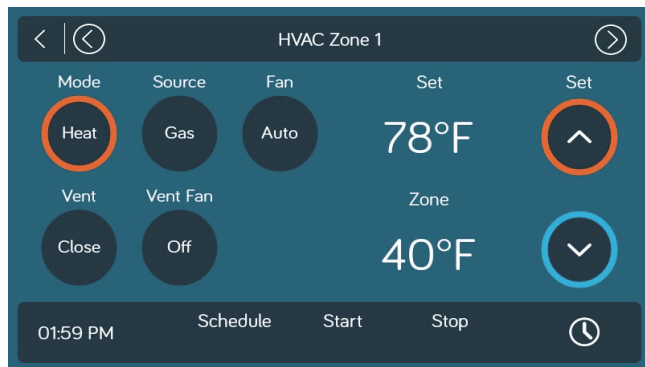 HVAC Zone 1
Mode Source Fan Set Set
Heat Gas Auto 78°F
Vent Vent Fan Zone
Close Off 40°F
01:59 PM Schedule Start Stop